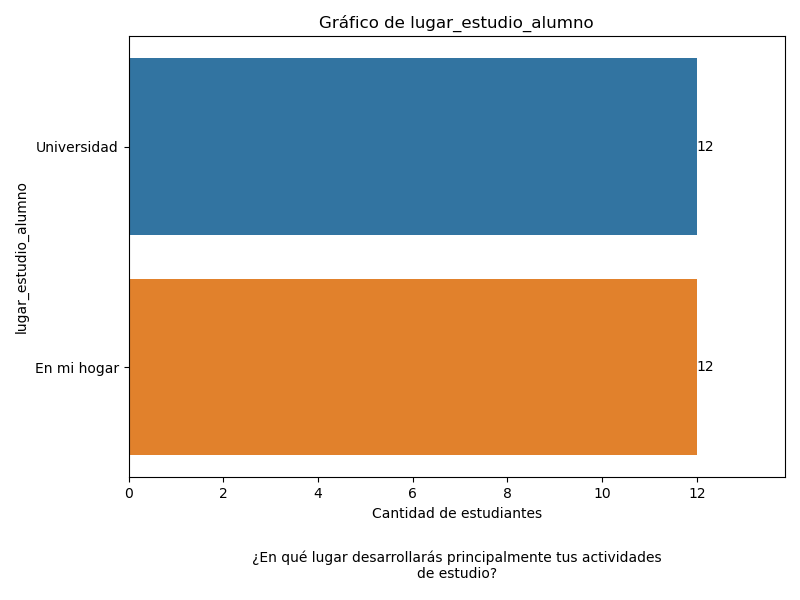 Gráfico de lugar_estudio_alumno
lugar_estudio_alumno
Universidad
12
En mi hogar
12
0 2 4 6 8 10 12
Cantidad de estudiantes
¿En qué lugar desarrollarás principalmente tus actividades
de estudio?